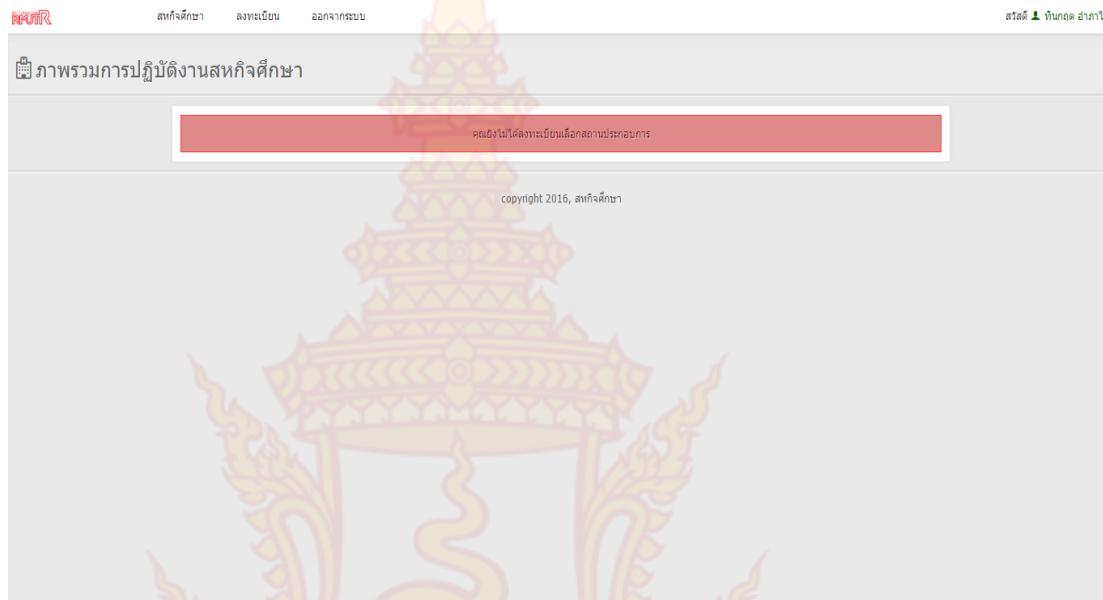 RMUTR
สหกิจศึกษา ลงทะเบียน ออกจากระบบ สวัสดี ทินกฤต อำภาไ
ภาพรวมการปฏิบัติงานสหกิจศึกษา
คุณยังไม่ได้ลงทะเบียนเลือกสถานประกอบการ
copyright 2016, สหกิจศึกษา